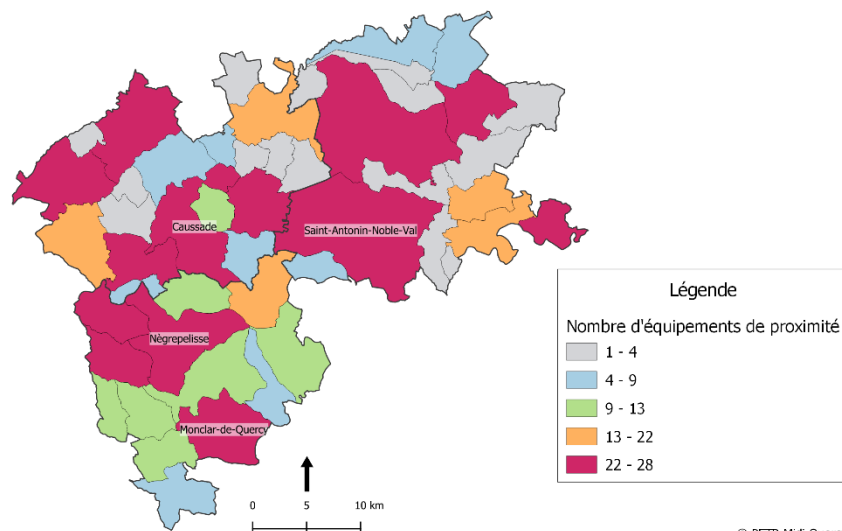 Caussade
Saint-Antonin-Noble-Val
Nègrepelisse
Monclar-de-Quercy
Légende
Nombre d'équipements de proximité
1 - 4
4 - 9
9 - 13
13 - 22
22 - 28
0 5 10 km